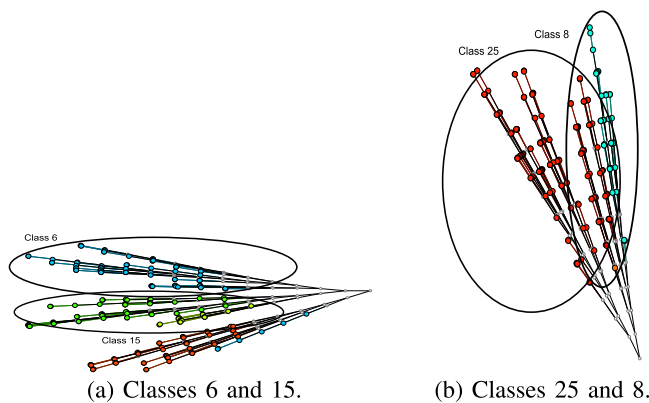 Class 8
Class 25
Class 6
Class 15
(a) Classes 6 and 15.
(b) Classes 25 and 8.